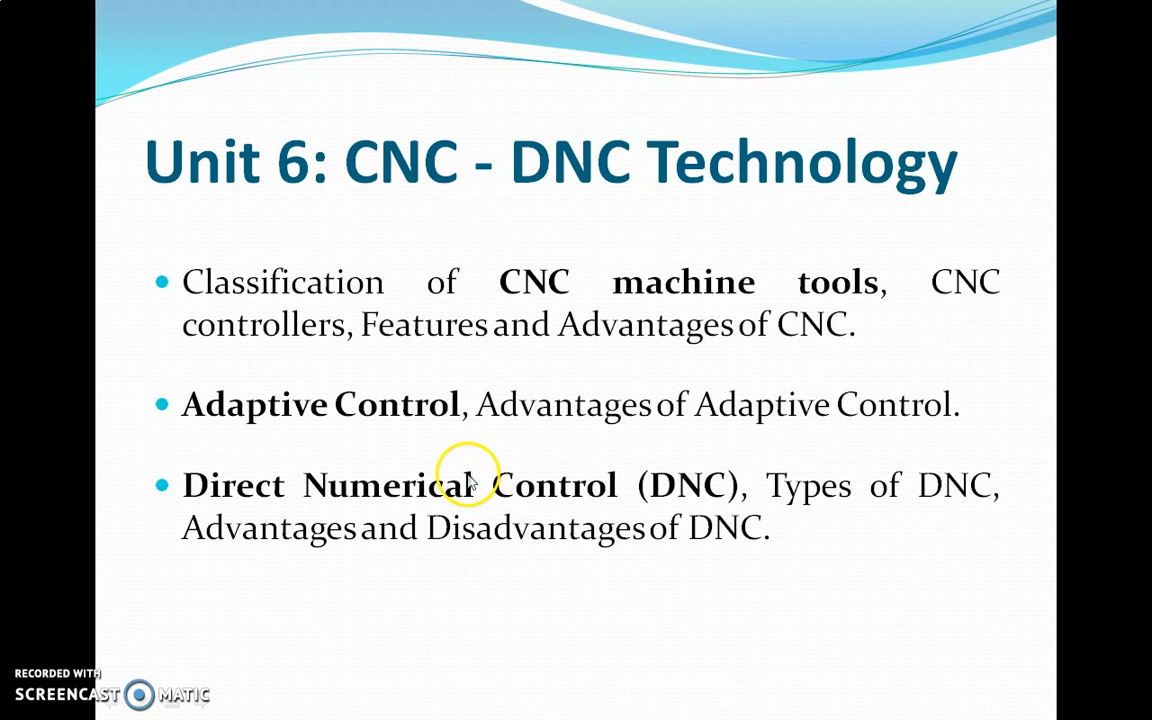 Unit 6: CNC - DNC Technology
Classification of CNC machine tools, CNC
controllers, Features and Advantages of CNC.
Adaptive Control, Advantages of Adaptive Control.
Direct Numerical Control (DNC), Types of DNC,
Advantages and Disadvantages of DNC.
RECORDED WITH
SCREENCAST MATIC